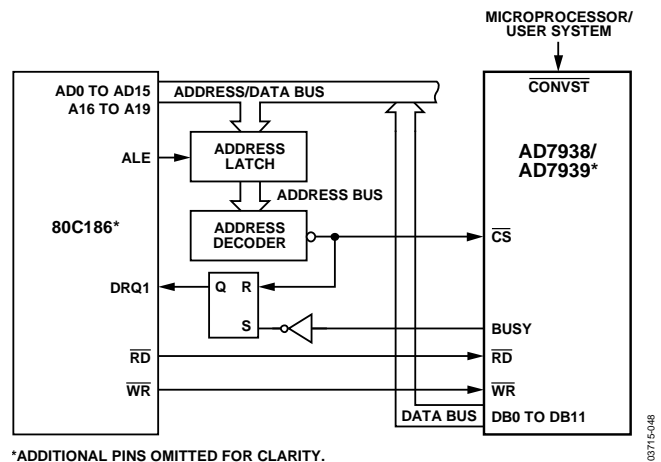 MICROPROCESSOR/
USER SYSTEM
AD0 TO AD15
A16 TO A19
ADDRESS/DATA BUS
CONVST
ALE
ADDRESS
LATCH
AD7938/
AD7939*
ADDRESS BUS
80C186*
ADDRESS
DECODER
CS
DRQ1
Q R
S
BUSY
RD
RD
WR
WR
DATA BUS
DB0 TO DB11
*ADDITIONAL PINS OMITTED FOR CLARITY.
03715-048